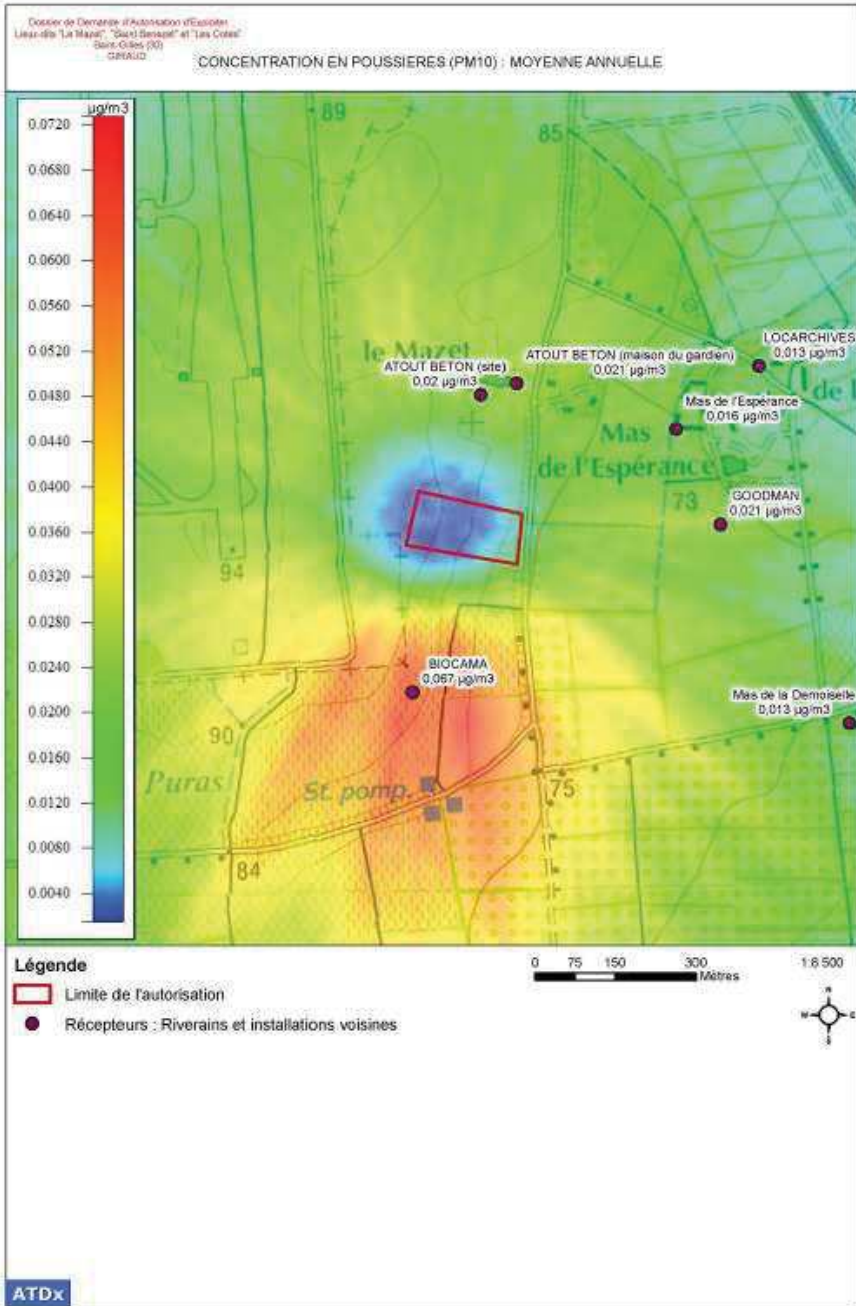 Dossier de Demande d'Autorisation d'Exploiter
Lieux-dits "Le Mazet", "Saint Benezet" et "Les Cotes"
Saint-Gilles (30)
GIRAUD
CONCENTRATION EN POUSSIERES (PM10) : MOYENNE ANNUELLE
µg/m3
0.0720
0.0680
0.0640
0.0600
0.0560
0.0520
0.0480
0.0440
0.0400
0.0360
0.0320
0.0280
0.0240
0.0200
0.0160
0.0120
0.0080
0.0040
89
85
le Mazet
ATOUT BETON (site)
0,02 µg/m3
ATOUT BETON (maison du gardien)
0,021 µg/m3
LOCARCHIVES
0,013 µg/m3
Mas de l'Espérance
0,016 µg/m3
Mas
de l'Espérance
73
GOODMAN
0,021 µg/m3
94
BIOCAMA
0,067 µg/m3
Mas de la Demoiselle
0,013 µg/m3
90
Puras
St. pomp.
75
84
Légende
Limite de l'autorisation
Récepteurs : Riverains et installations voisines
0 75 150 300
Mètres
1:8 500
N
W
E
S
ATDx